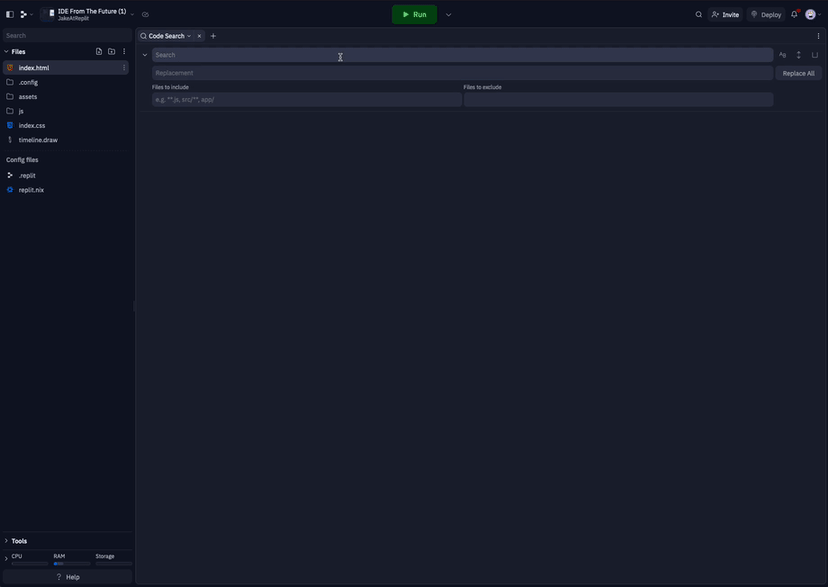 IDE From The Future (1)
JakeAtReplit
Run
Invite
Deploy
Search
Code Search
Files
index.html
.config
assets
js
index.css
timeline.draw
Config files
.replit
replit.nix
Search
Replacement
Replace All
Files to include
Files to exclude
e.g. **.js, src/**, app/
Tools
CPU
RAM
Storage
? Help